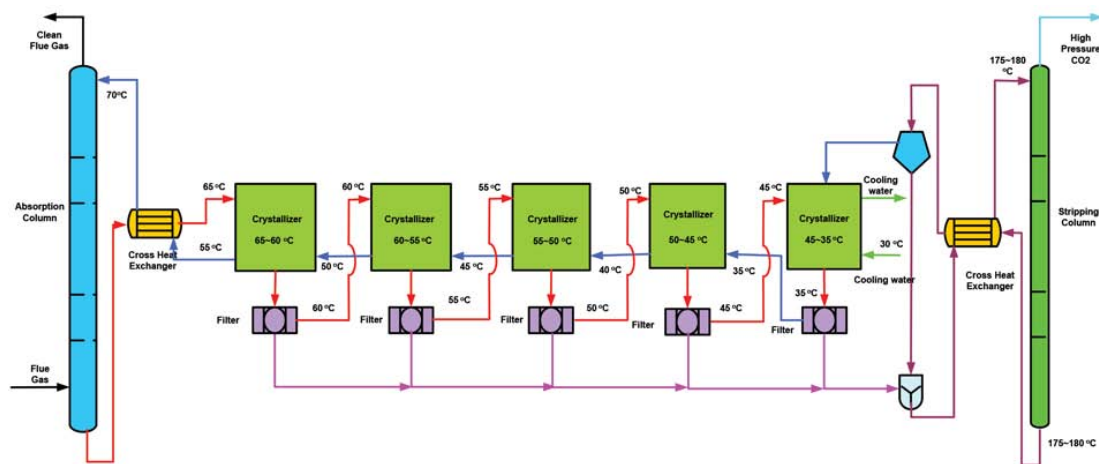 Clean
Flue Gas
High
Pressure
CO2
175~180
°C
70°C
65 °C
60 °C
55 °C
50 °C
45 °C
Cooling
water
Absorption
Column
Crystallizer
65~60 °C
Crystallizer
60~55 °C
Crystallizer
55~50 °C
Crystallizer
50~45 °C
Crystallizer
45~35 °C
Stripping
Column
55 °C
50 °C
45 °C
40 °C
35 °C
30 °C
Cooling water
Cross Heat
Exchanger
Cross Heat
Exchanger
60 °C
55 °C
50 °C
45 °C
35 °C
Filter
Filter
Filter
Filter
Filter
Flue
Gas
175~180 °C